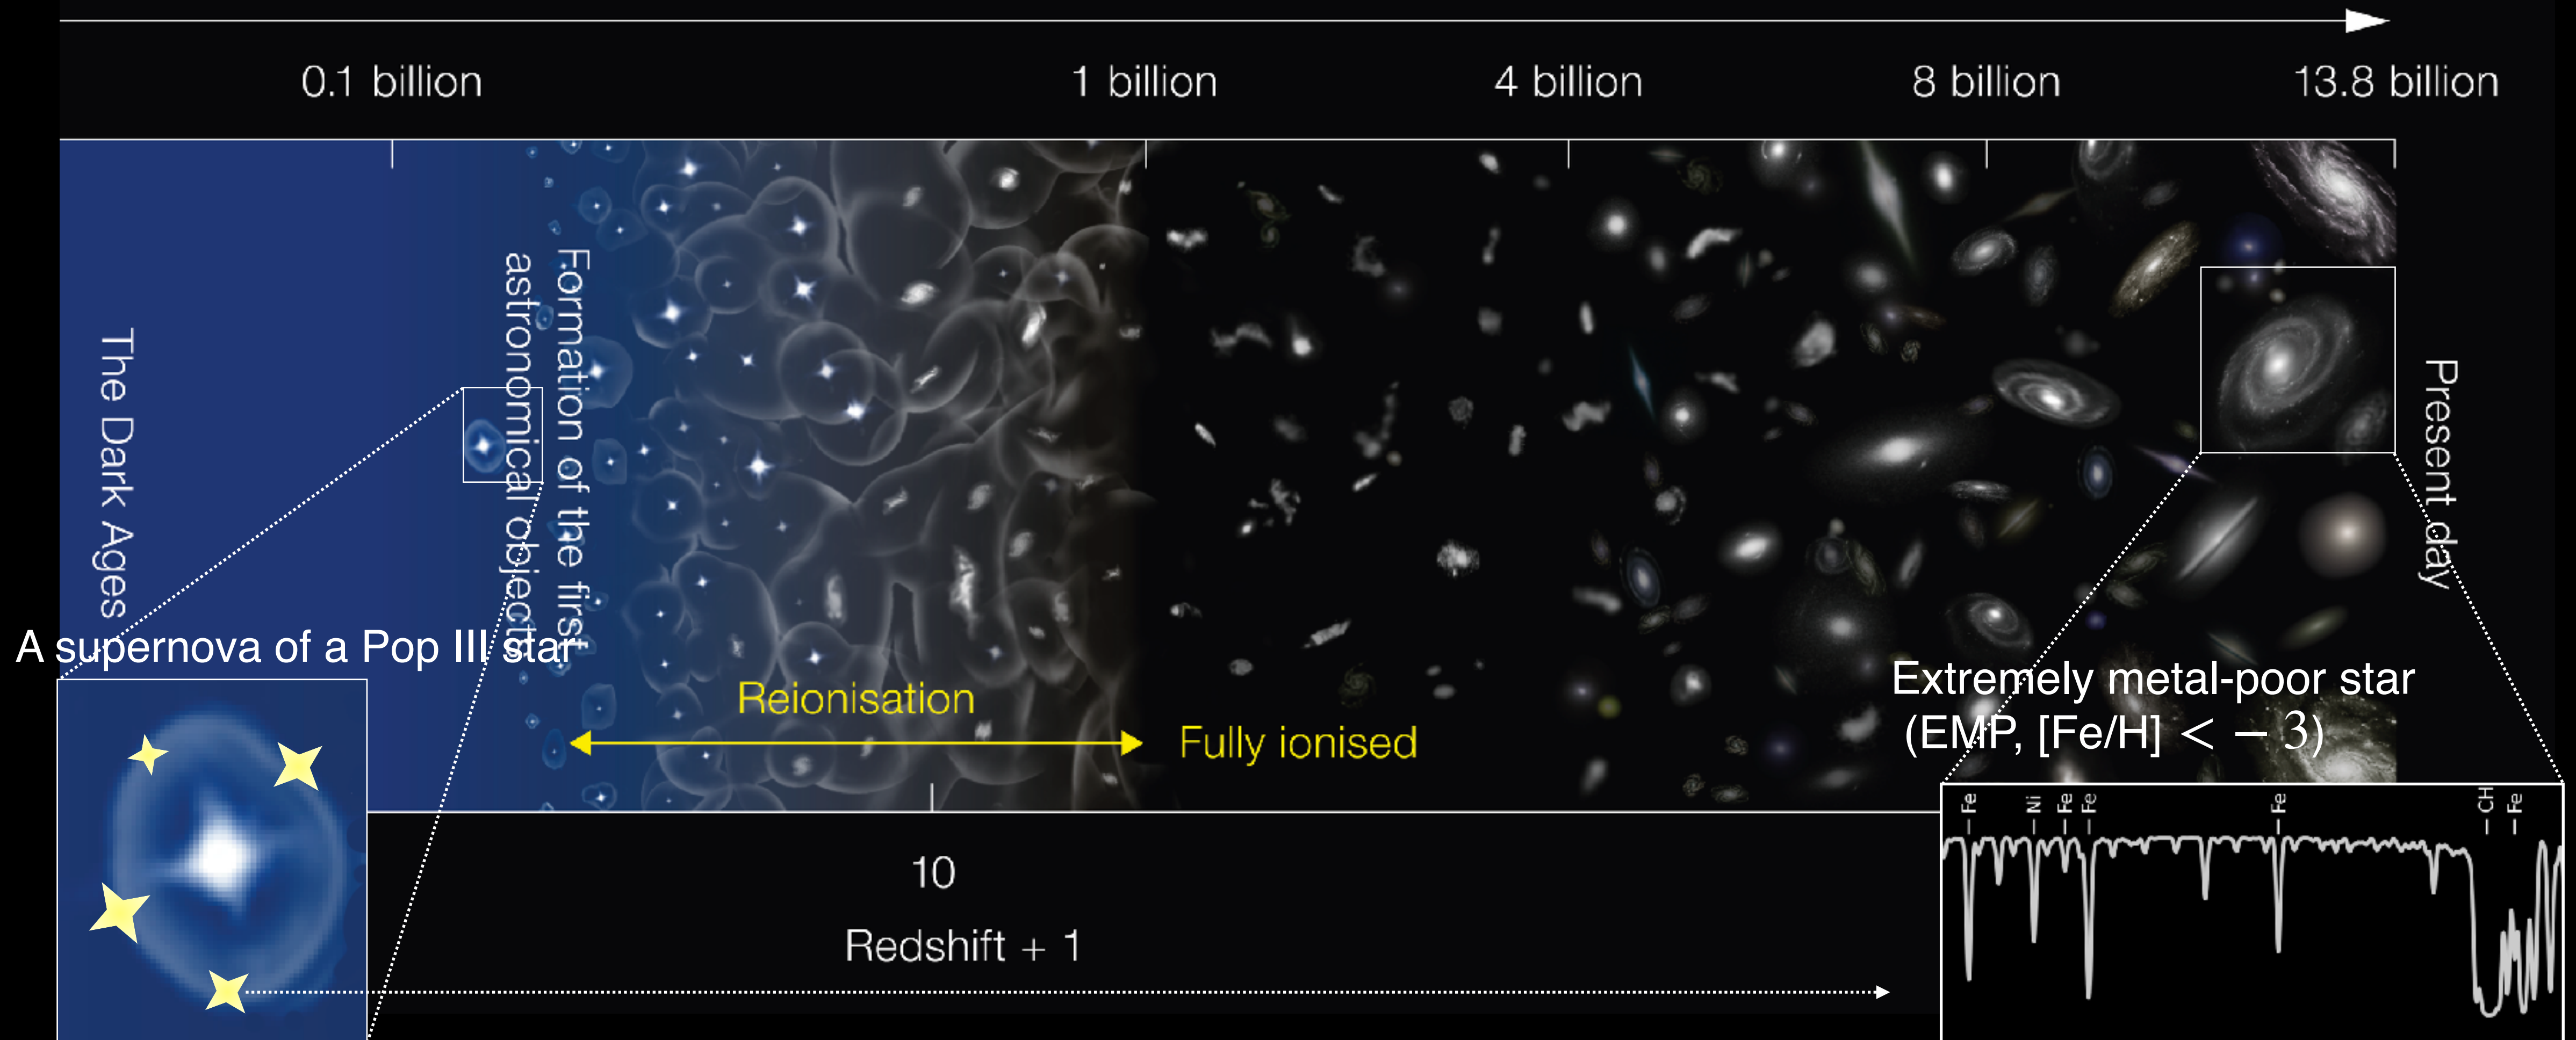 0.1 billion
1 billion
4 billion
8 billion
13.8 billion
The Dark Ages
Formation of the first
astronomical objects
Present day
A supernova of a Pop III star
Reionisation
Fully ionised
Extremely metal-poor star
(EMP, [Fe/H] < − 3)
– Fe
– Ni
– Fe
– Fe
– Fe
– CH
– Fe
10
Redshift + 1